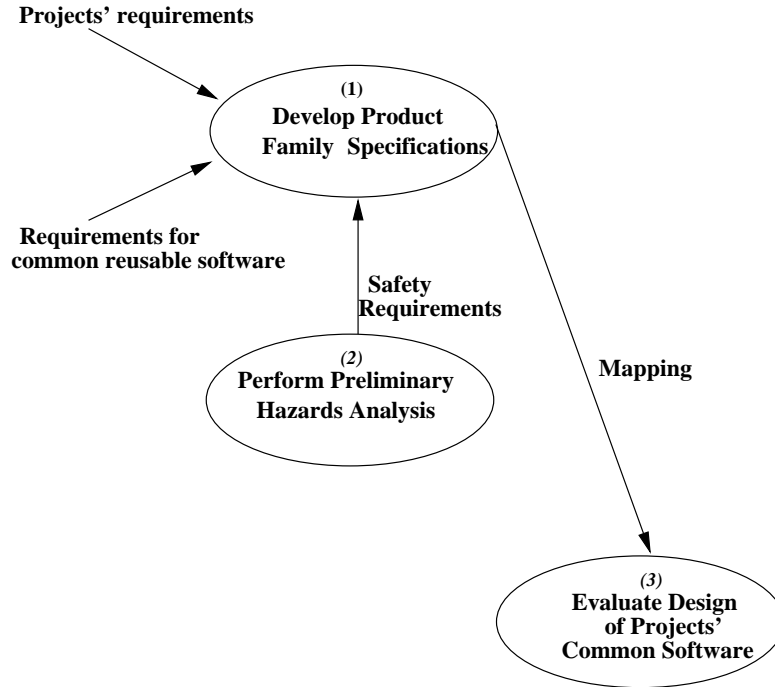 Projects' requirements
(1)
Develop Product
Family Specifications
Requirements for
common reusable software
Safety
Requirements
(2)
Perform Preliminary
Hazards Analysis
Mapping
(3)
Evaluate Design
of Projects'
Common Software